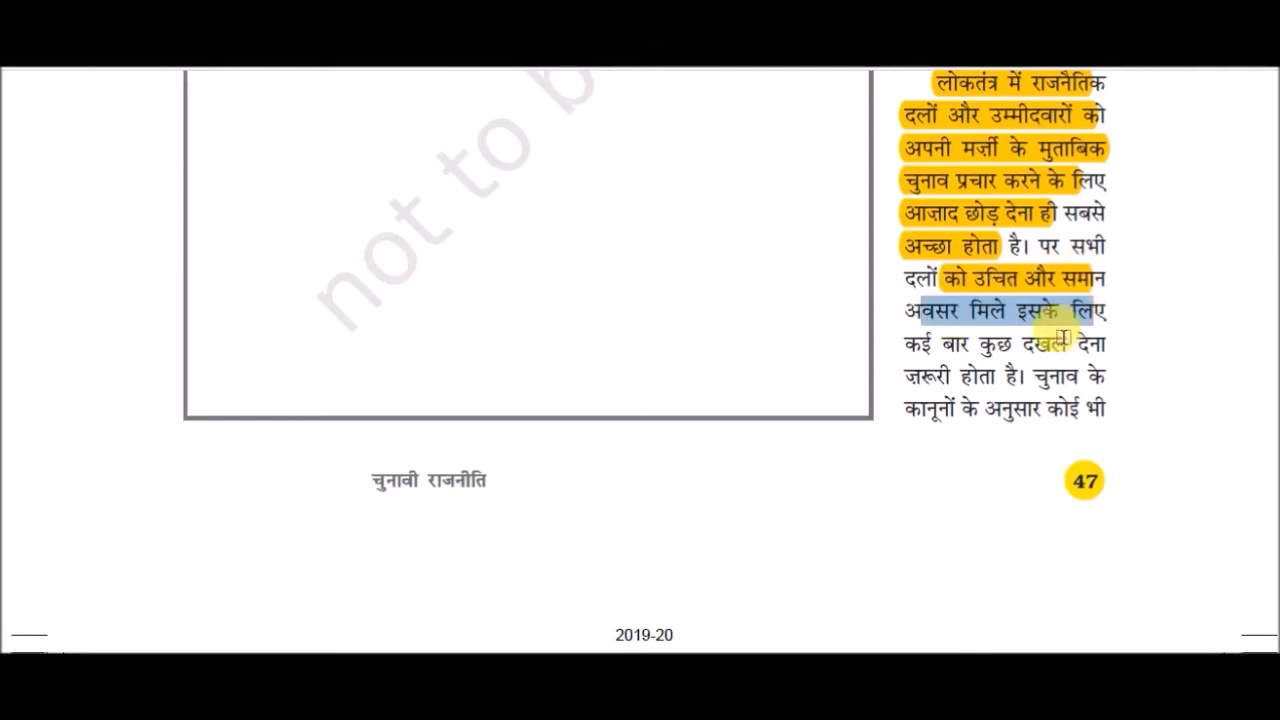 लोकतंत्र में राजनैतिक
दलों और उम्मीदवारों को
अपनी मर्ज़ी के मुताबिक
चुनाव प्रचार करने के लिए
आज़ाद छोड़ देना ही सबसे
अच्छा होता है। पर सभी
दलों को उचित और समान
अवसर मिले इसके लिए
कई बार कुछ दखल देना
ज़रूरी होता है। चुनाव के
कानूनों के अनुसार कोई भी
not to b
चुनावी राजनीति
47
2019-20